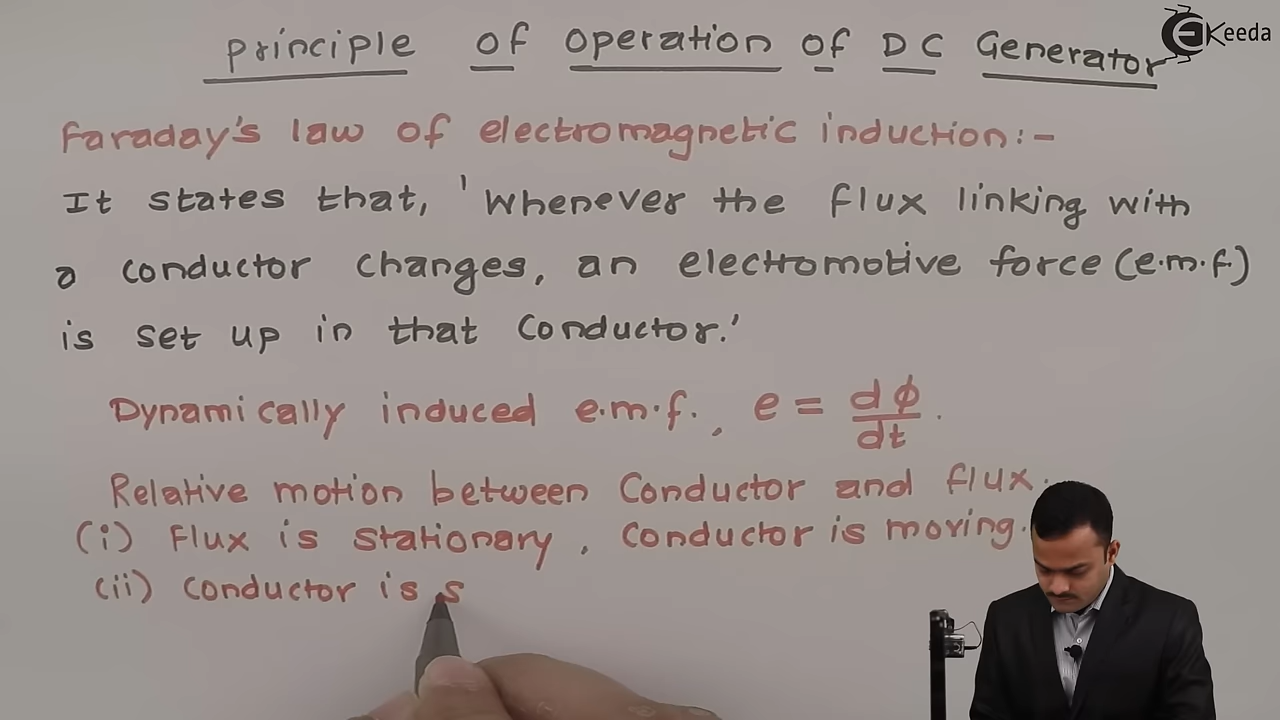 Principle of Operation of DC Generator
EKeeda
Faraday's law of electromagnetic induction:-
It states that, 'Whenever the flux linking with
a conductor changes, an electromotive force (e.m.f.)
is set up in that Conductor.'
Dynamically induced e.m.f., e = dϕ/dt.
Relative motion between Conductor and flux.
(i) Flux is stationary, Conductor is moving.
(ii) Conductor is s